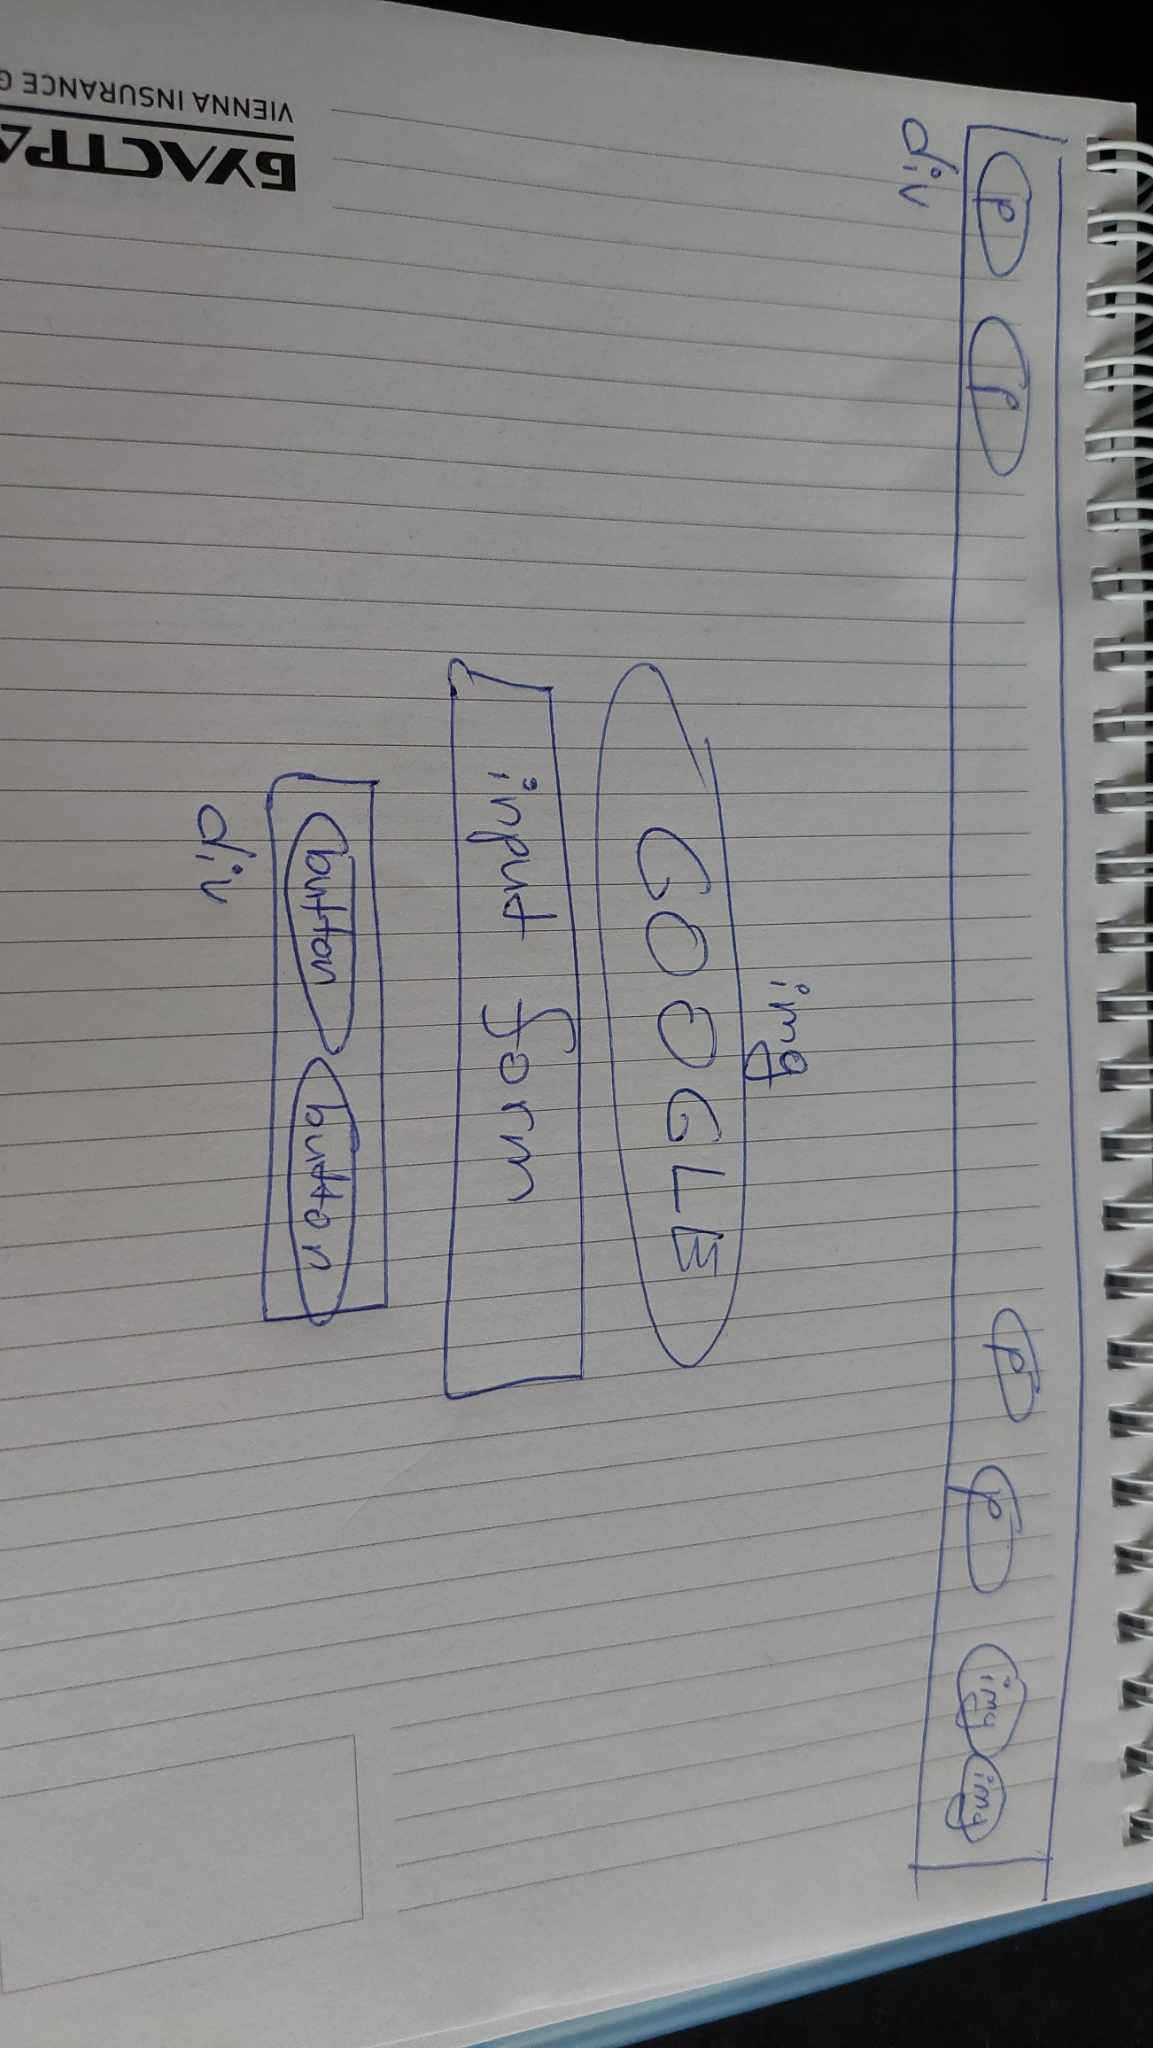 p p p p img img
div
img
GOOGLE
input form
button button
div
БУЛСТРА
VIENNA INSURANCE G